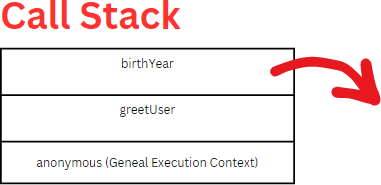 Call Stack
birthYear
greetUser
anonymous (Geneal Execution Context)